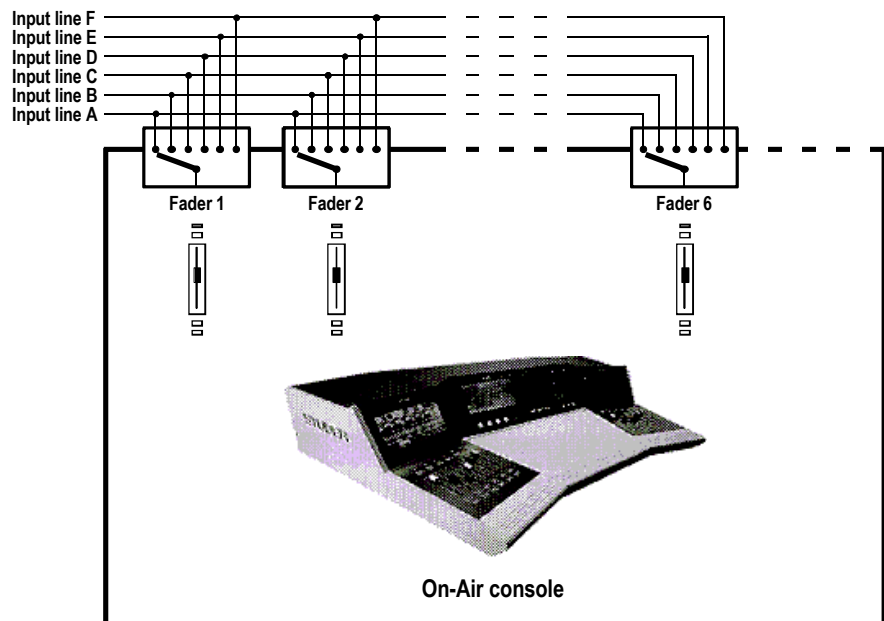 Input line F
Input line E
Input line D
Input line C
Input line B
Input line A
Fader 1
Fader 2
Fader 6
On-Air console